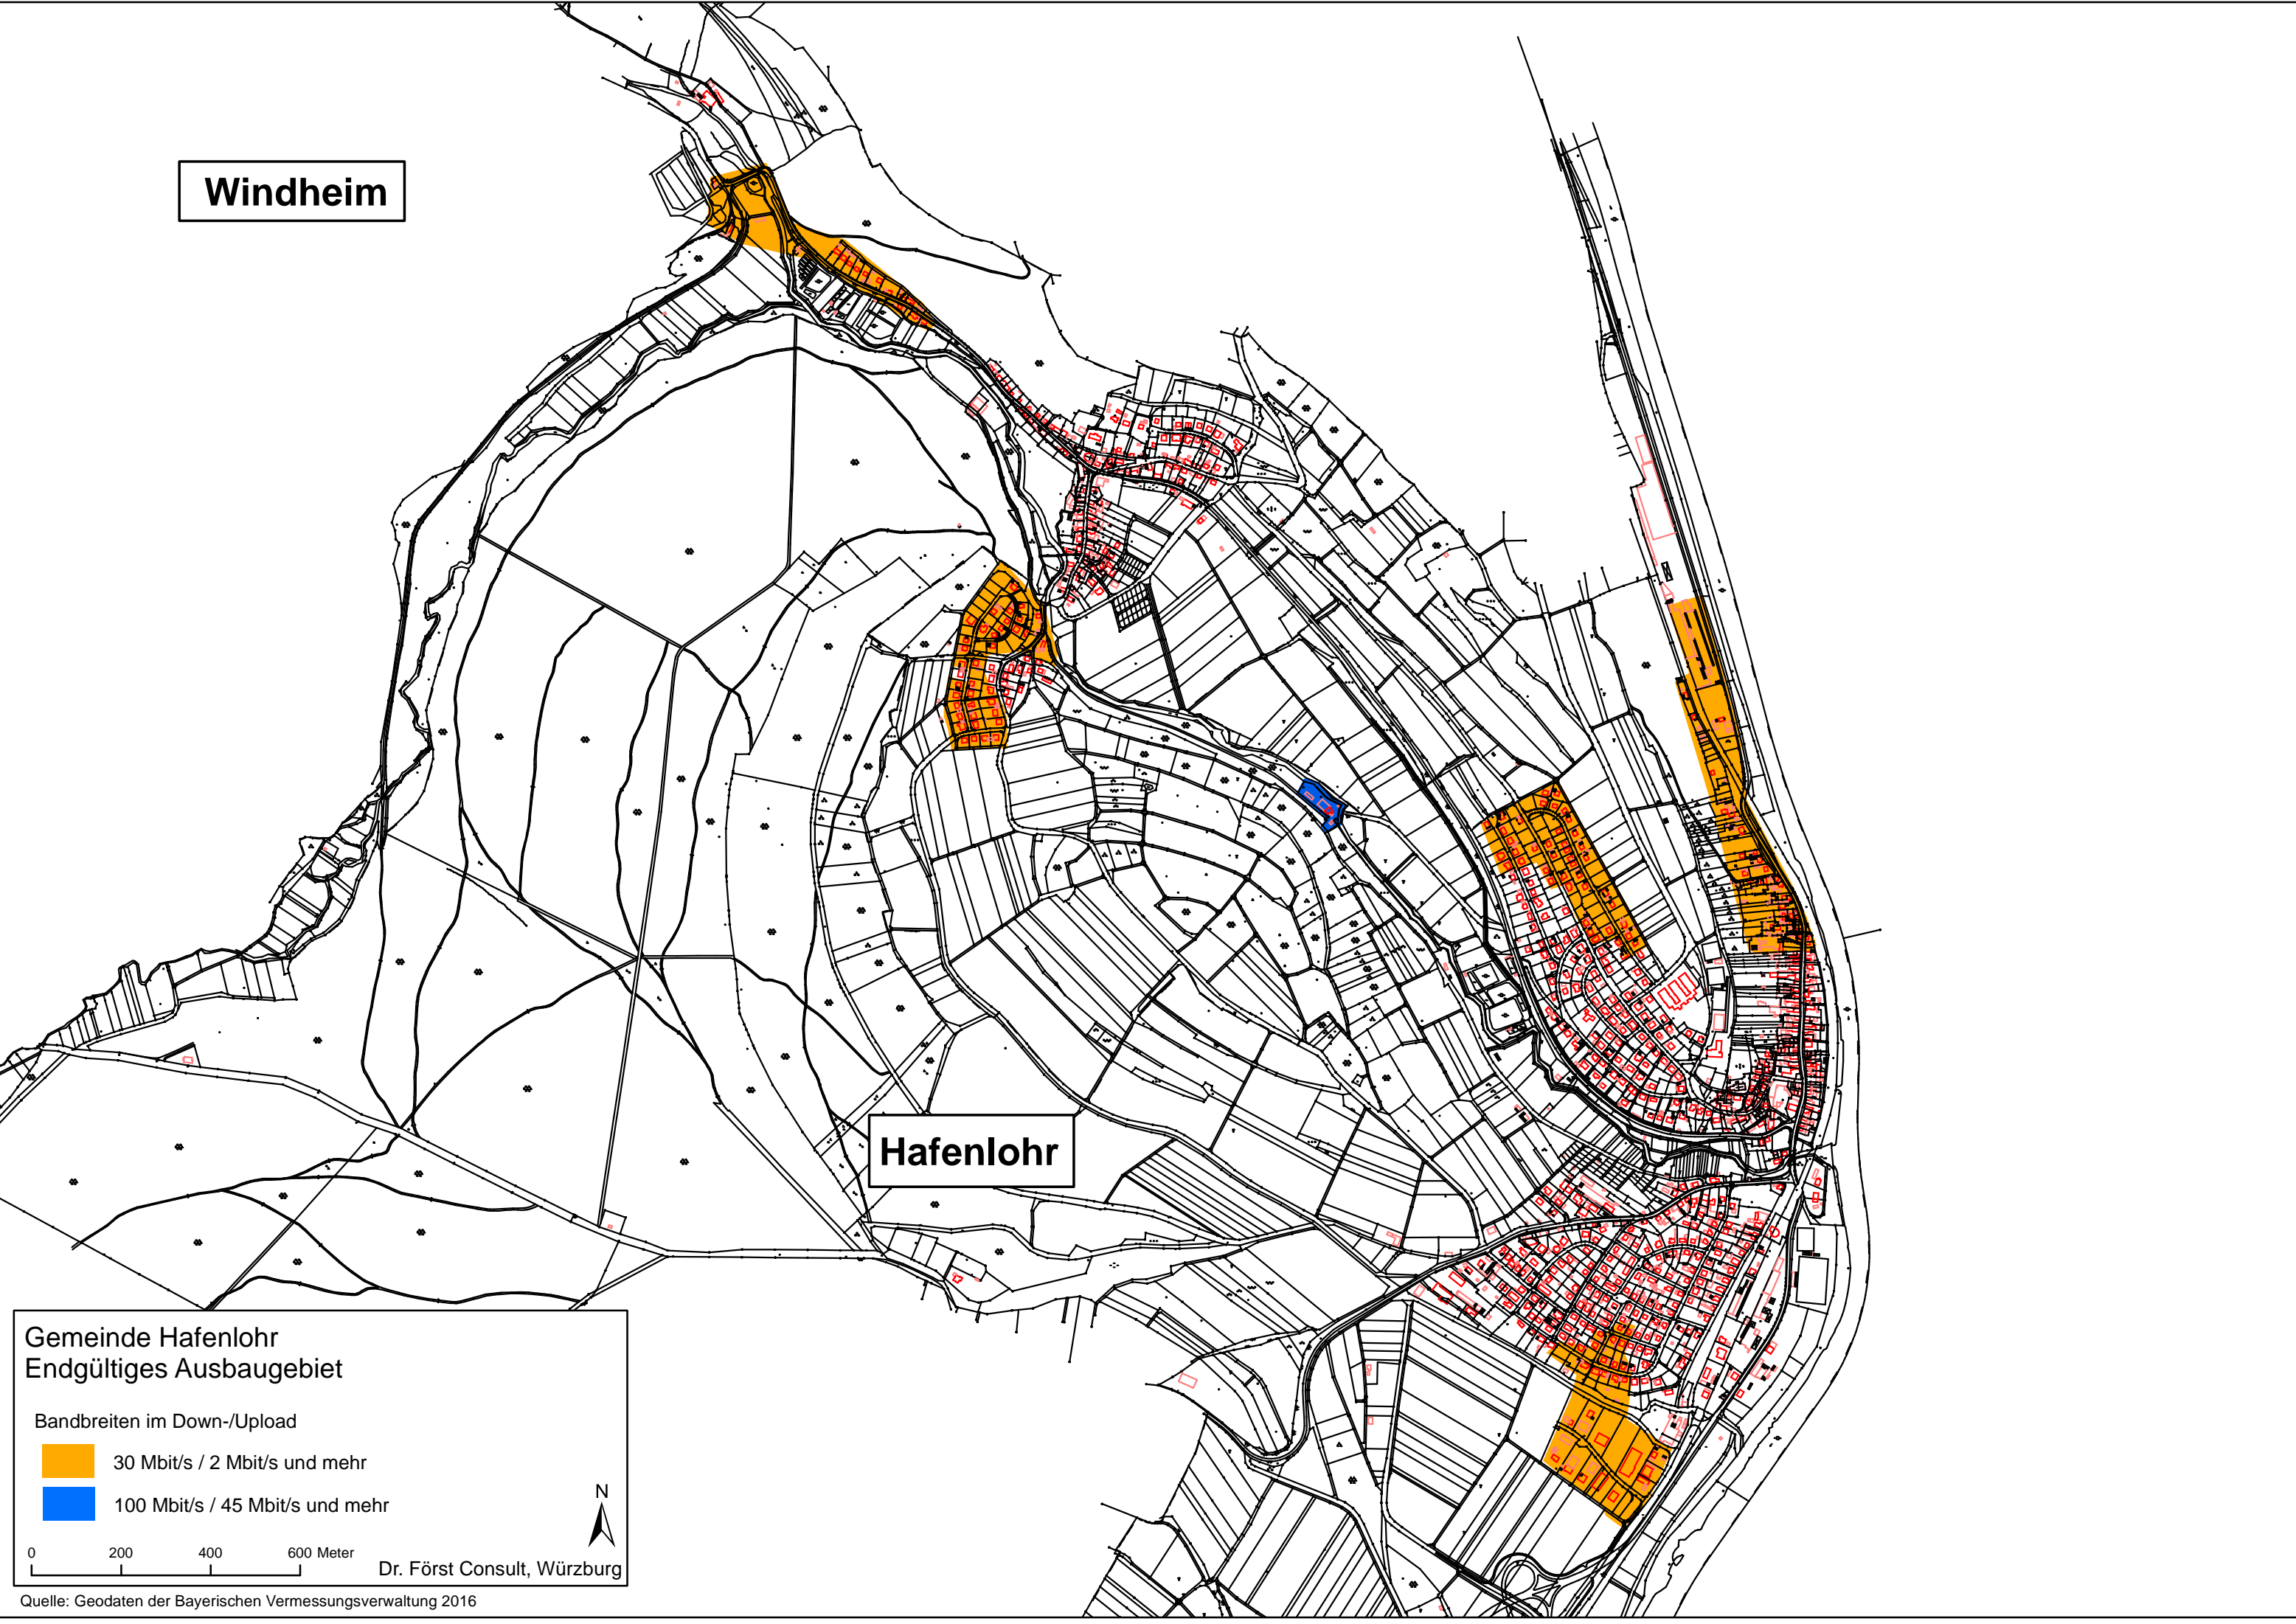 Windheim
Hafenlohr
Gemeinde Hafenlohr
Endgültiges Ausbaugebiet
Bandbreiten im Down-/Upload
30 Mbit/s / 2 Mbit/s und mehr
100 Mbit/s / 45 Mbit/s und mehr
N
0 200 400 600 Meter
Dr. Först Consult, Würzburg
Quelle: Geodaten der Bayerischen Vermessungsverwaltung 2016